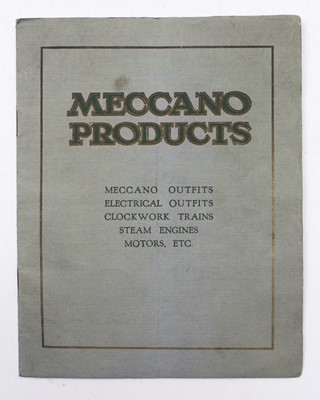 MECCANO
PRODUCTS
MECCANO OUTFITS
ELECTRICAL OUTFITS
CLOCKWORK TRAINS
STEAM ENGINES
MOTORS, ETC.